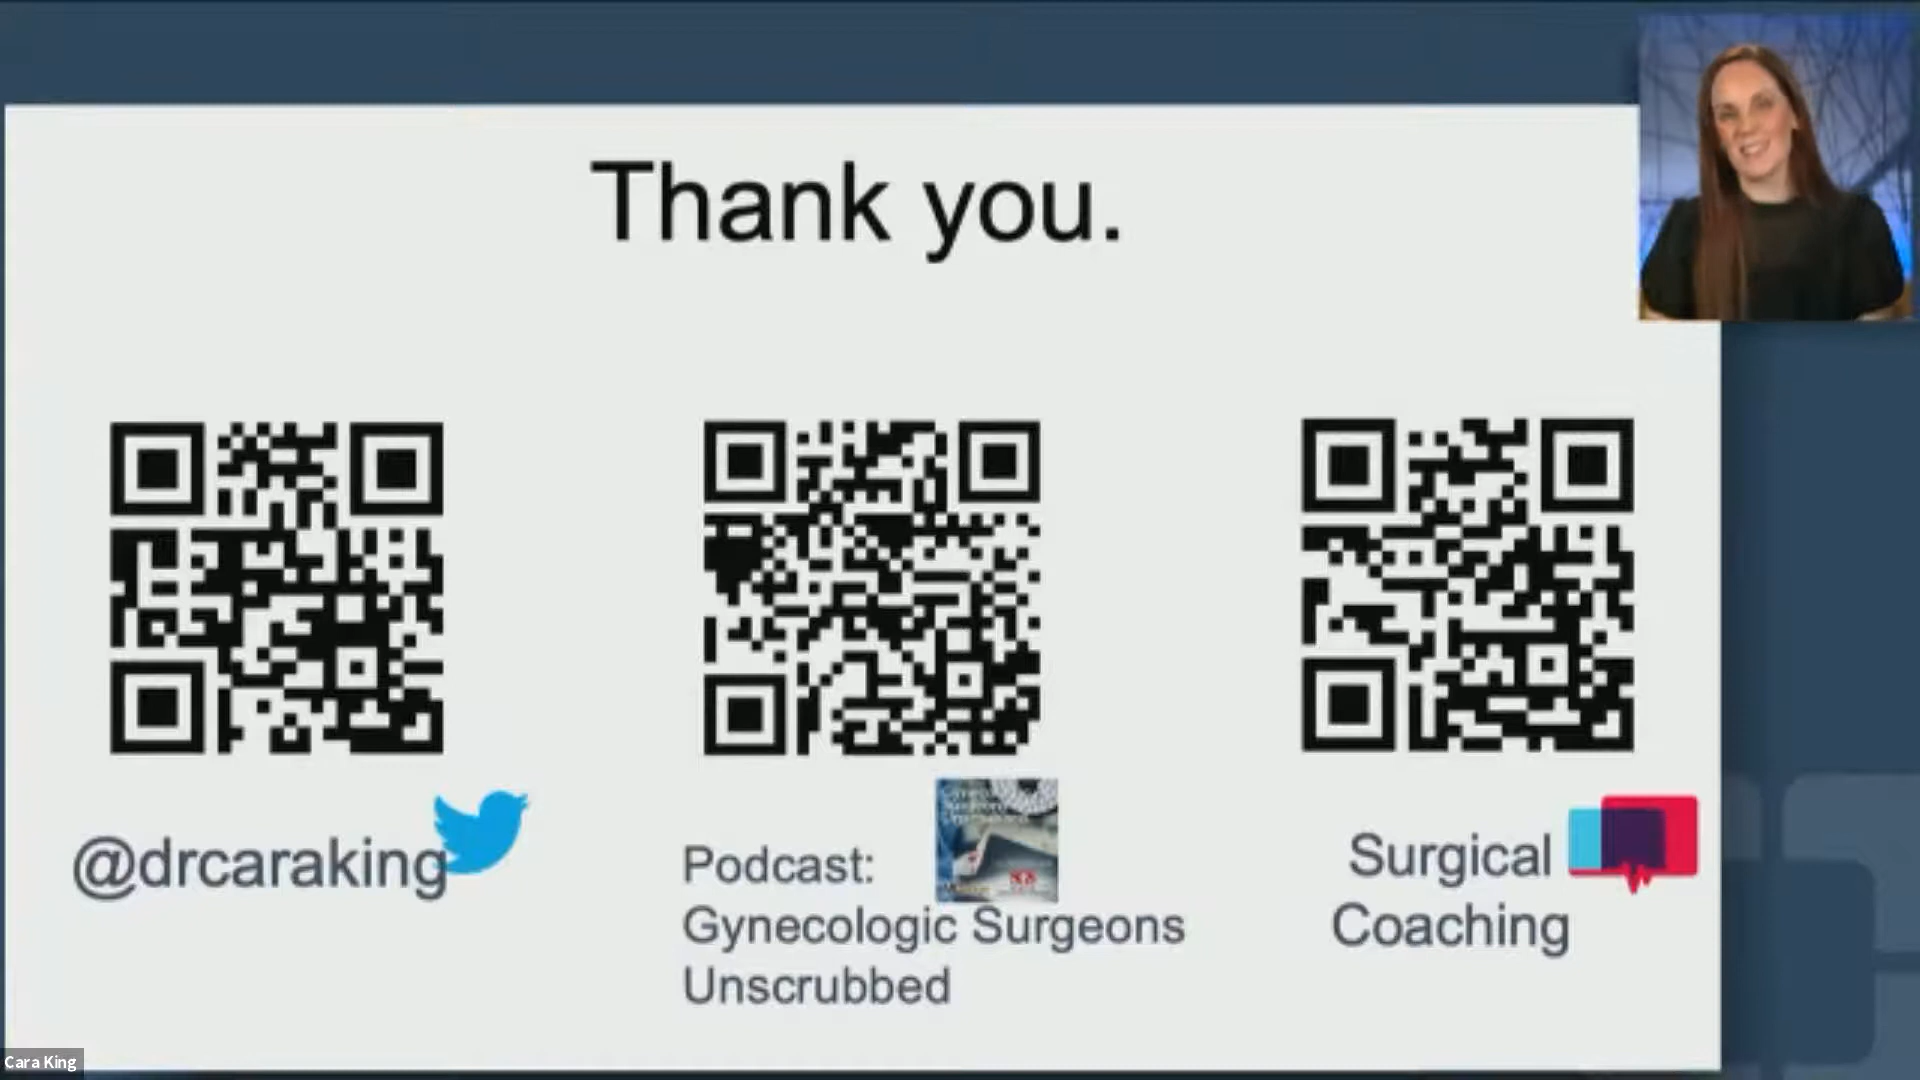 Thank you.
@drcaraking
Podcast:
Gynecologic Surgeons
Unscrubbed
Surgical
Coaching
Cara King